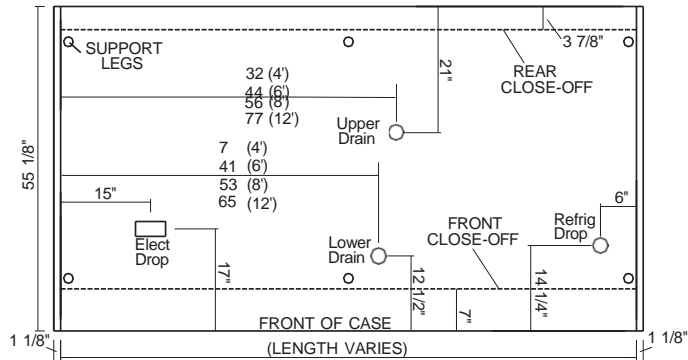 3 7/8"
SUPPORT
LEGS
21"
REAR
CLOSE-OFF
32 (4')
44 (6')
56 (8')
77 (12')
Upper
Drain
7 (4')
41 (6')
53 (8')
65 (12')
55 1/8"
15"
6"
Elect
Drop
Lower
Drain
FRONT
CLOSE-OFF
Refrig
Drop
17"
12 1/2"
7"
14 1/4"
FRONT OF CASE
1 1/8"
(LENGTH VARIES)
1 1/8"